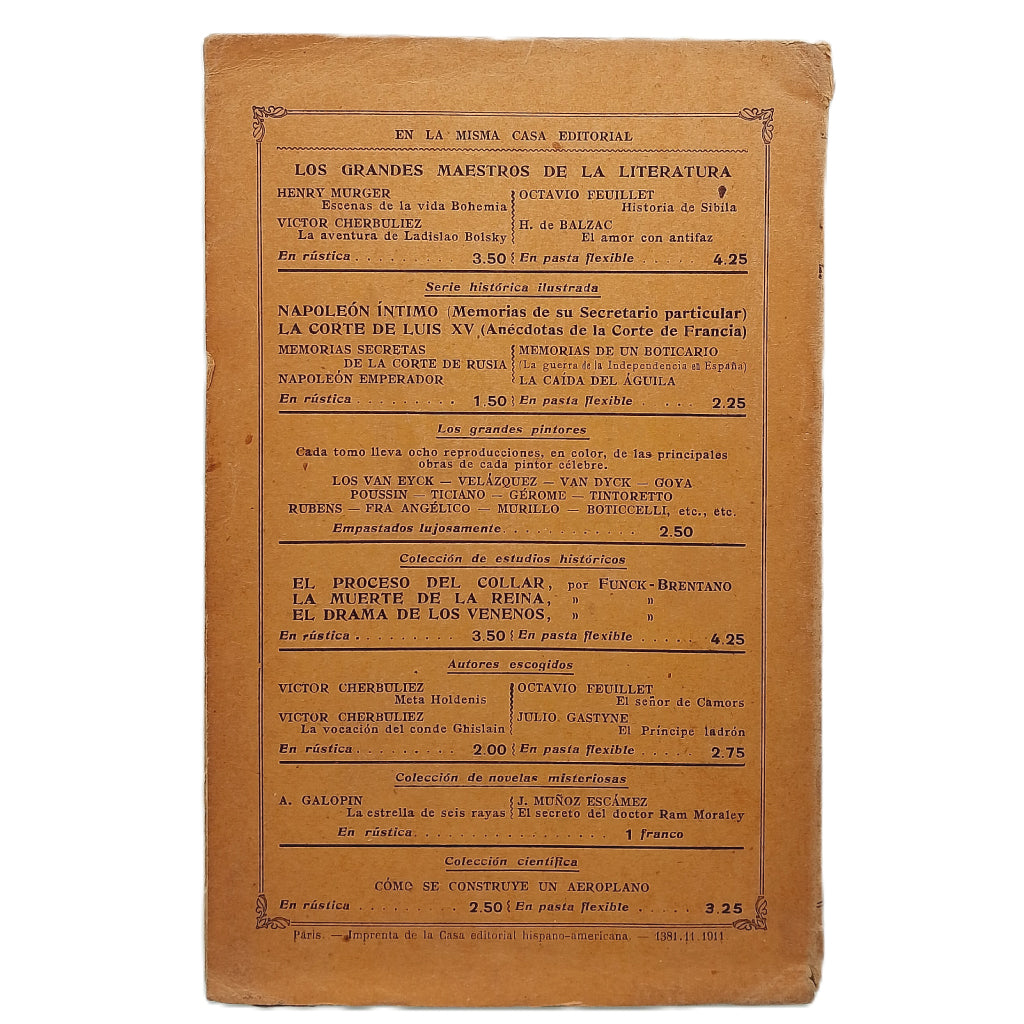 EN LA MISMA CASA EDITORIAL
LOS GRANDES MAESTROS DE LA LITERATURA
HENRY MURGER
Escenas de la vida Bohemia
VICTOR CHERBULIEZ
La aventura de Ladislao Bolsky
OCTAVIO FEUILLET
Historia de Sibila
H. de BALZAC
El amor con antifaz
En rústica . . . . . . . . . 3.50 En pasta flexible . . . . . 4.25
Serie histórica ilustrada
NAPOLEÓN ÍNTIMO (Memorias de su Secretario particular)
LA CORTE DE LUIS XV (Anécdotas de la Corte de Francia)
MEMORIAS SECRETAS
DE LA CORTE DE RUSIA
NAPOLEÓN EMPERADOR
MEMORIAS DE UN BOTICARIO
(La guerra de la Independencia en España)
LA CAÍDA DEL ÁGUILA
En rústica . . . . . . . . . 1.50 En pasta flexible . . . 2.25
Los grandes pintores
Cada tomo lleva ocho reproducciones, en color, de las principales
obras de cada pintor célebre.
LOS VAN EYCK — VELÁZQUEZ — VAN DYCK — GOYA
POUSSIN — TICIANO — GÉROME — TINTORETTO
RUBENS — FRA ANGÉLICO — MURILLO — BOTICCELLI, etc., etc.
Empastados lujosamente. . . . . . . . . . . . 2.50
Colección de estudios históricos
EL PROCESO DEL COLLAR, por FUNCK-BRENTANO
LA MUERTE DE LA REINA, » »
EL DRAMA DE LOS VENENOS, » »
En rústica . . . . . . . . . 3.50 En pasta flexible . . . . . 4.25
Autores escogidos
VICTOR CHERBULIEZ
Meta Holdenis
VICTOR CHERBULIEZ
La vocación del conde Ghislain
OCTAVIO FEUILLET
El señor de Camors
JULIO GASTYNE
El Príncipe ladrón
En rústica . . . . . . . . . 2.00 En pasta flexible . . . . . 2.75
Colección de novelas misteriosas
A. GALOPIN
La estrella de seis rayas
J. MUÑOZ ESCÁMEZ
El secreto del doctor Ram Moraley
En rústica. . . . . . . . . . . . . . . . . 1 franco
Colección científica
CÓMO SE CONSTRUYE UN AEROPLANO
En rústica . . . . . . . . . 2.50 En pasta flexible . . . . . 3.25
París. — Imprenta de la Casa editorial hispano-americana. — 1381.11.1911